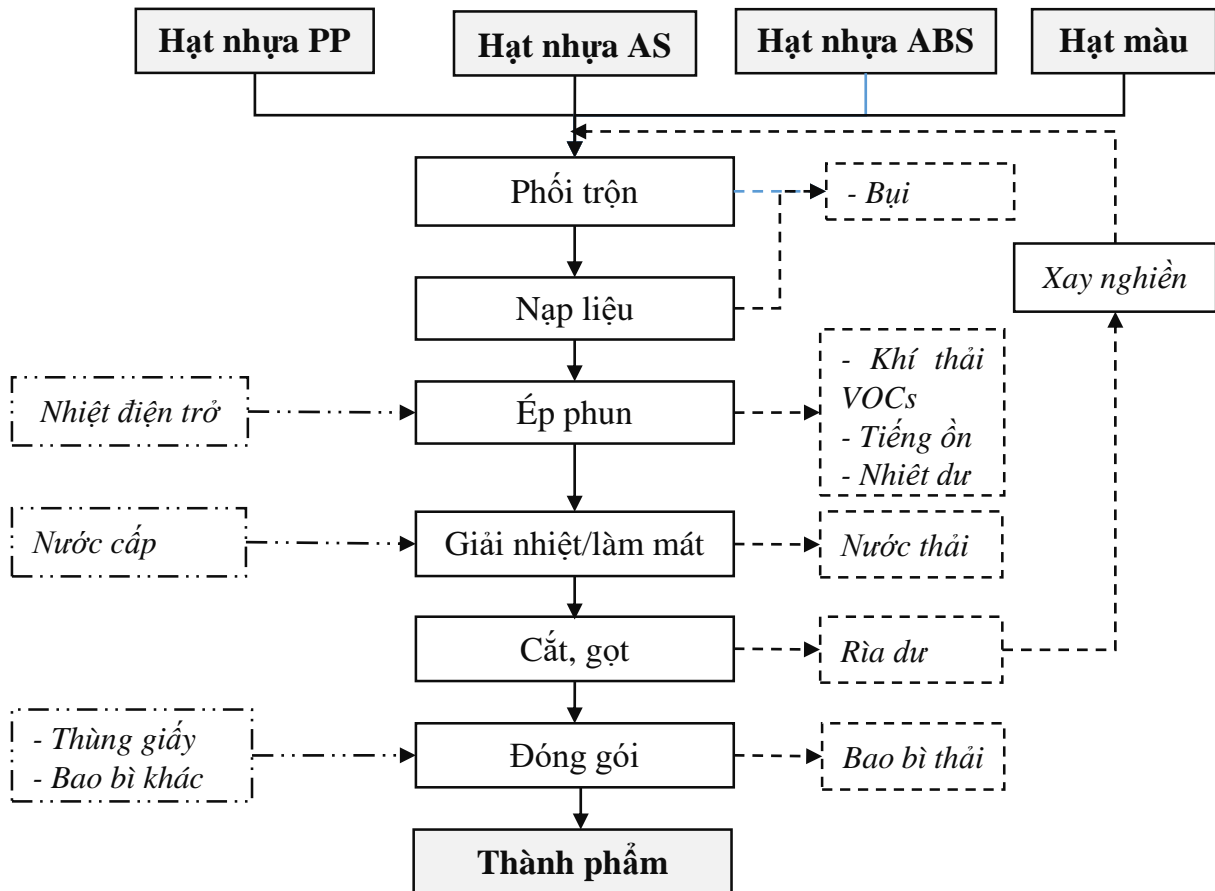 Hạt nhựa PP
Hạt nhựa AS
Hạt nhựa ABS
Hạt màu
Phối trộn
- Bụi
Xay nghiền
Nạp liệu
Nhiệt điện trở
Ép phun
- Khí thải
VOCs
- Tiếng ồn
- Nhiêt dư
Nước cấp
Giải nhiệt/làm mát
Nước thải
Cắt, gọt
Rìa dư
- Thùng giấy
- Bao bì khác
Đóng gói
Bao bì thải
Thành phẩm